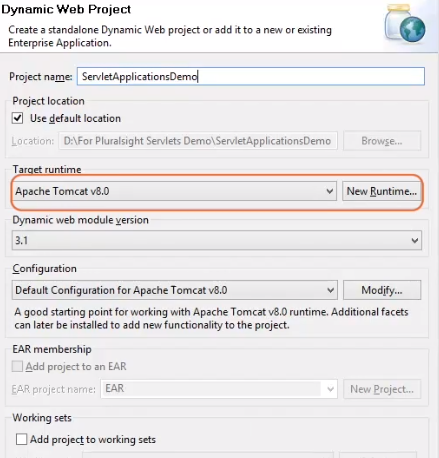 Dynamic Web Project
Create a standalone Dynamic Web project or add it to a new or existing
Enterprise Application.
Project name: ServletApplicationsDemo
Project location
Use default location
Location: D:\For Pluralsight Servlets Demo\ServletApplicationsDemo Browse...
Target runtime
Apache Tomcat v8.0 New Runtime...
Dynamic web module version
3.1
Configuration
Default Configuration for Apache Tomcat v8.0 Modify...
A good starting point for working with Apache Tomcat v8.0 runtime. Additional facets
can later be installed to add new functionality to the project.
EAR membership
Add project to an EAR
EAR project name: EAR New Project...
Working sets
Add project to working sets